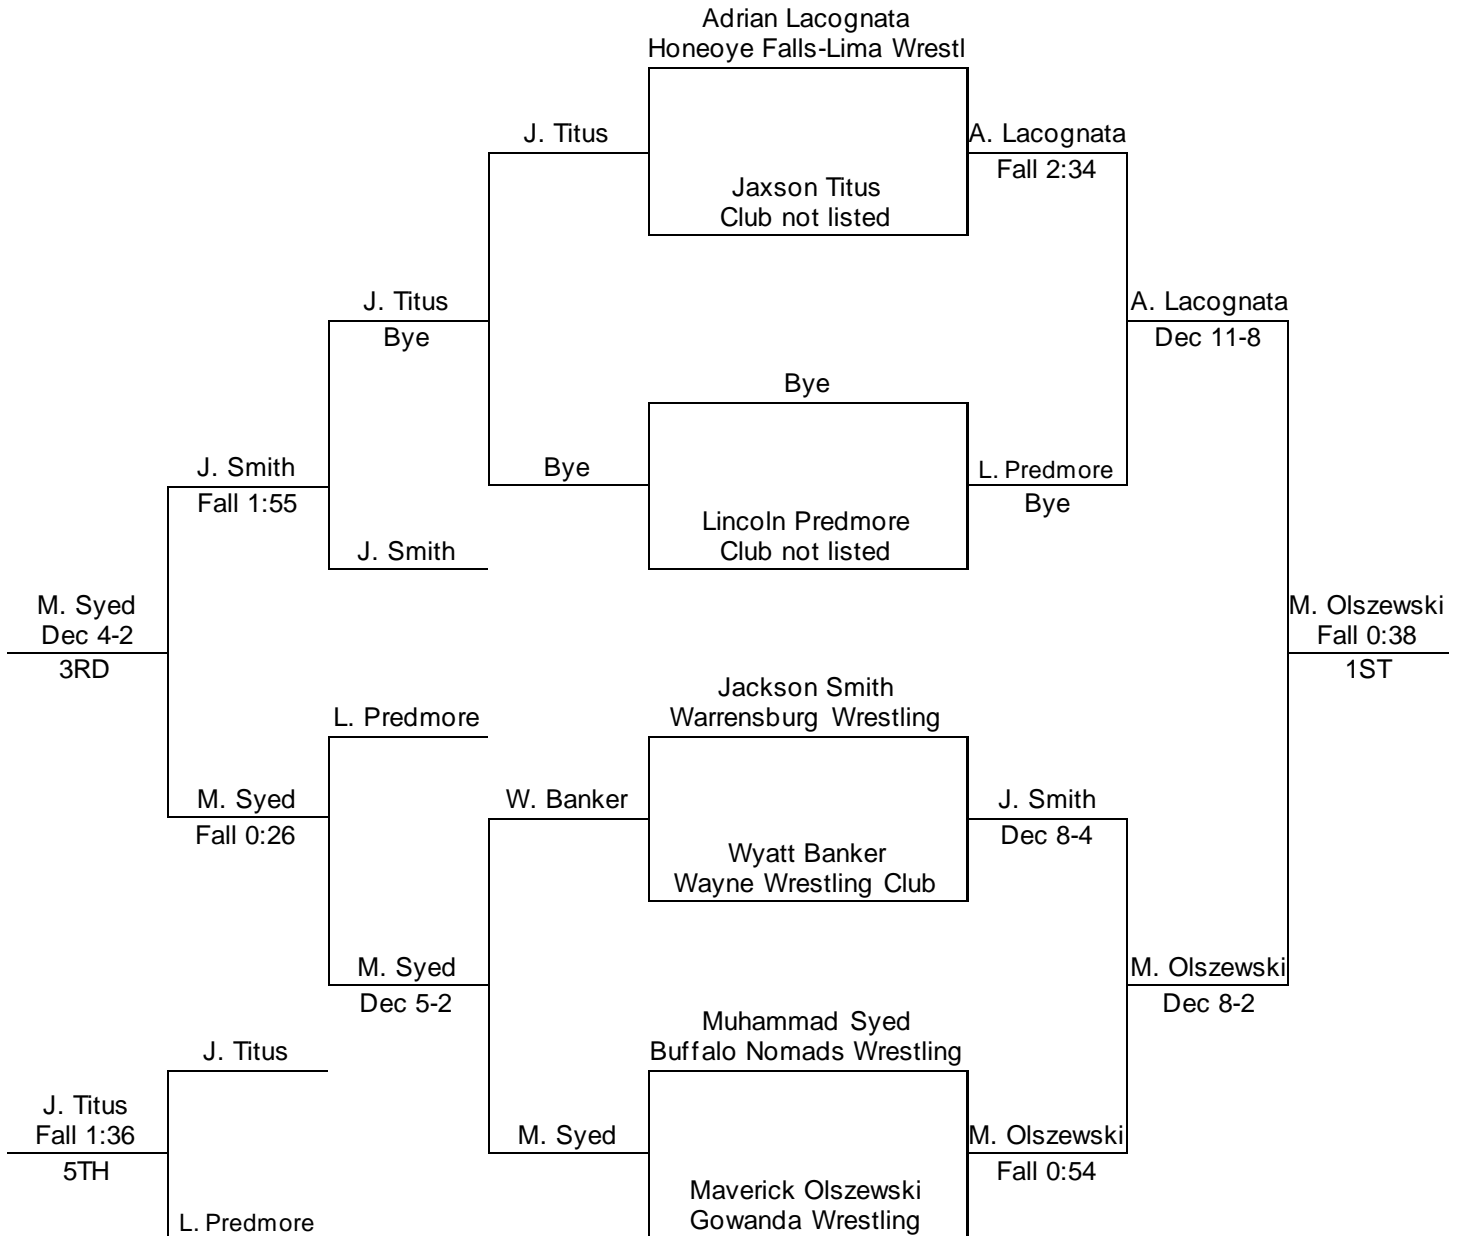 Adrian Lacognata
Honeoye Falls-Lima Wrestl
J. Titus
A. Lacognata
Fall 2:34
Jaxson Titus
Club not listed
J. Titus
Bye
A. Lacognata
Dec 11-8
Bye
J. Smith
Fall 1:55
Bye
L. Predmore
Bye
Lincoln Predmore
Club not listed
J. Smith
M. Syed
Dec 4-2
3RD
M. Olszewski
Fall 0:38
1ST
Jackson Smith
Warrensburg Wrestling
L. Predmore
M. Syed
Fall 0:26
W. Banker
J. Smith
Dec 8-4
Wyatt Banker
Wayne Wrestling Club
M. Syed
Dec 5-2
M. Olszewski
Dec 8-2
Muhammad Syed
Buffalo Nomads Wrestling
J. Titus
J. Titus
Fall 1:36
5TH
M. Syed
M. Olszewski
Fall 0:54
Maverick Olszewski
Gowanda Wrestling
L. Predmore